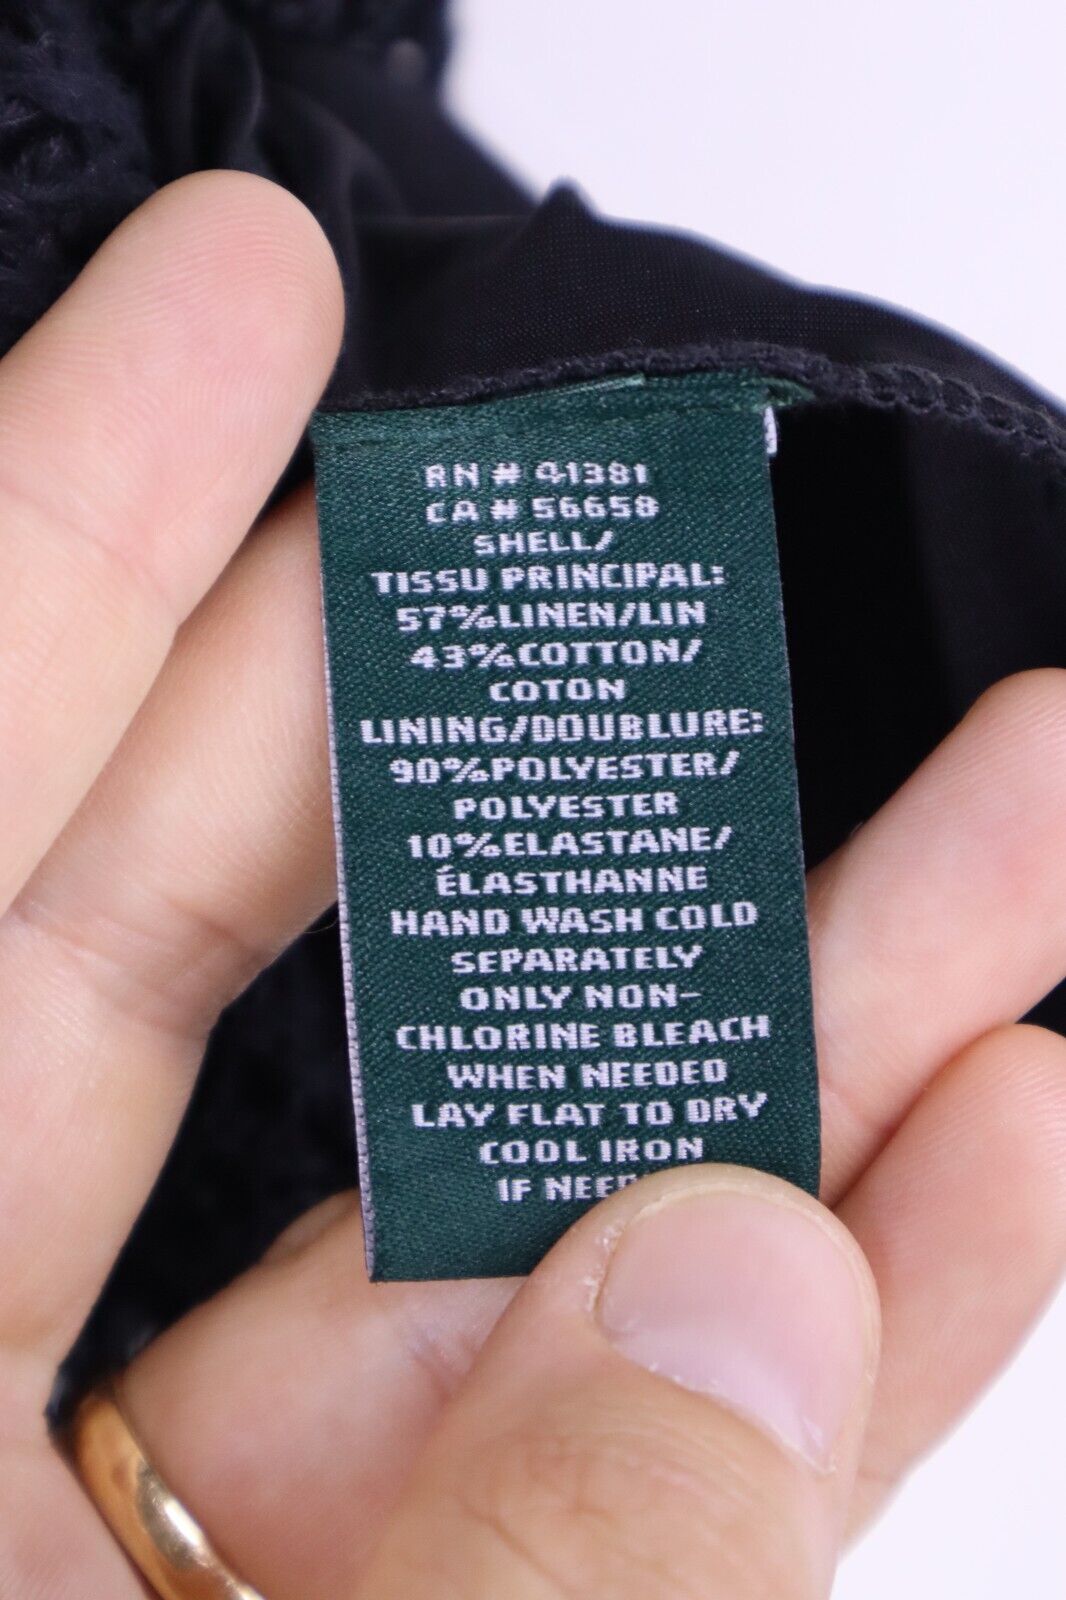 RN # 41381
CA # 56658
SHELL/
TISSU PRINCIPAL:
57%LINEN/LIN
43%COTTON/
COTON
LINING/DOUBLURE:
90%POLYESTER/
POLYESTER
10%ELASTANE/
ÉLASTHANNE
HAND WASH COLD
SEPARATELY
ONLY NON-
CHLORINE BLEACH
WHEN NEEDED
LAY FLAT TO DRY
COOL IRON
IF